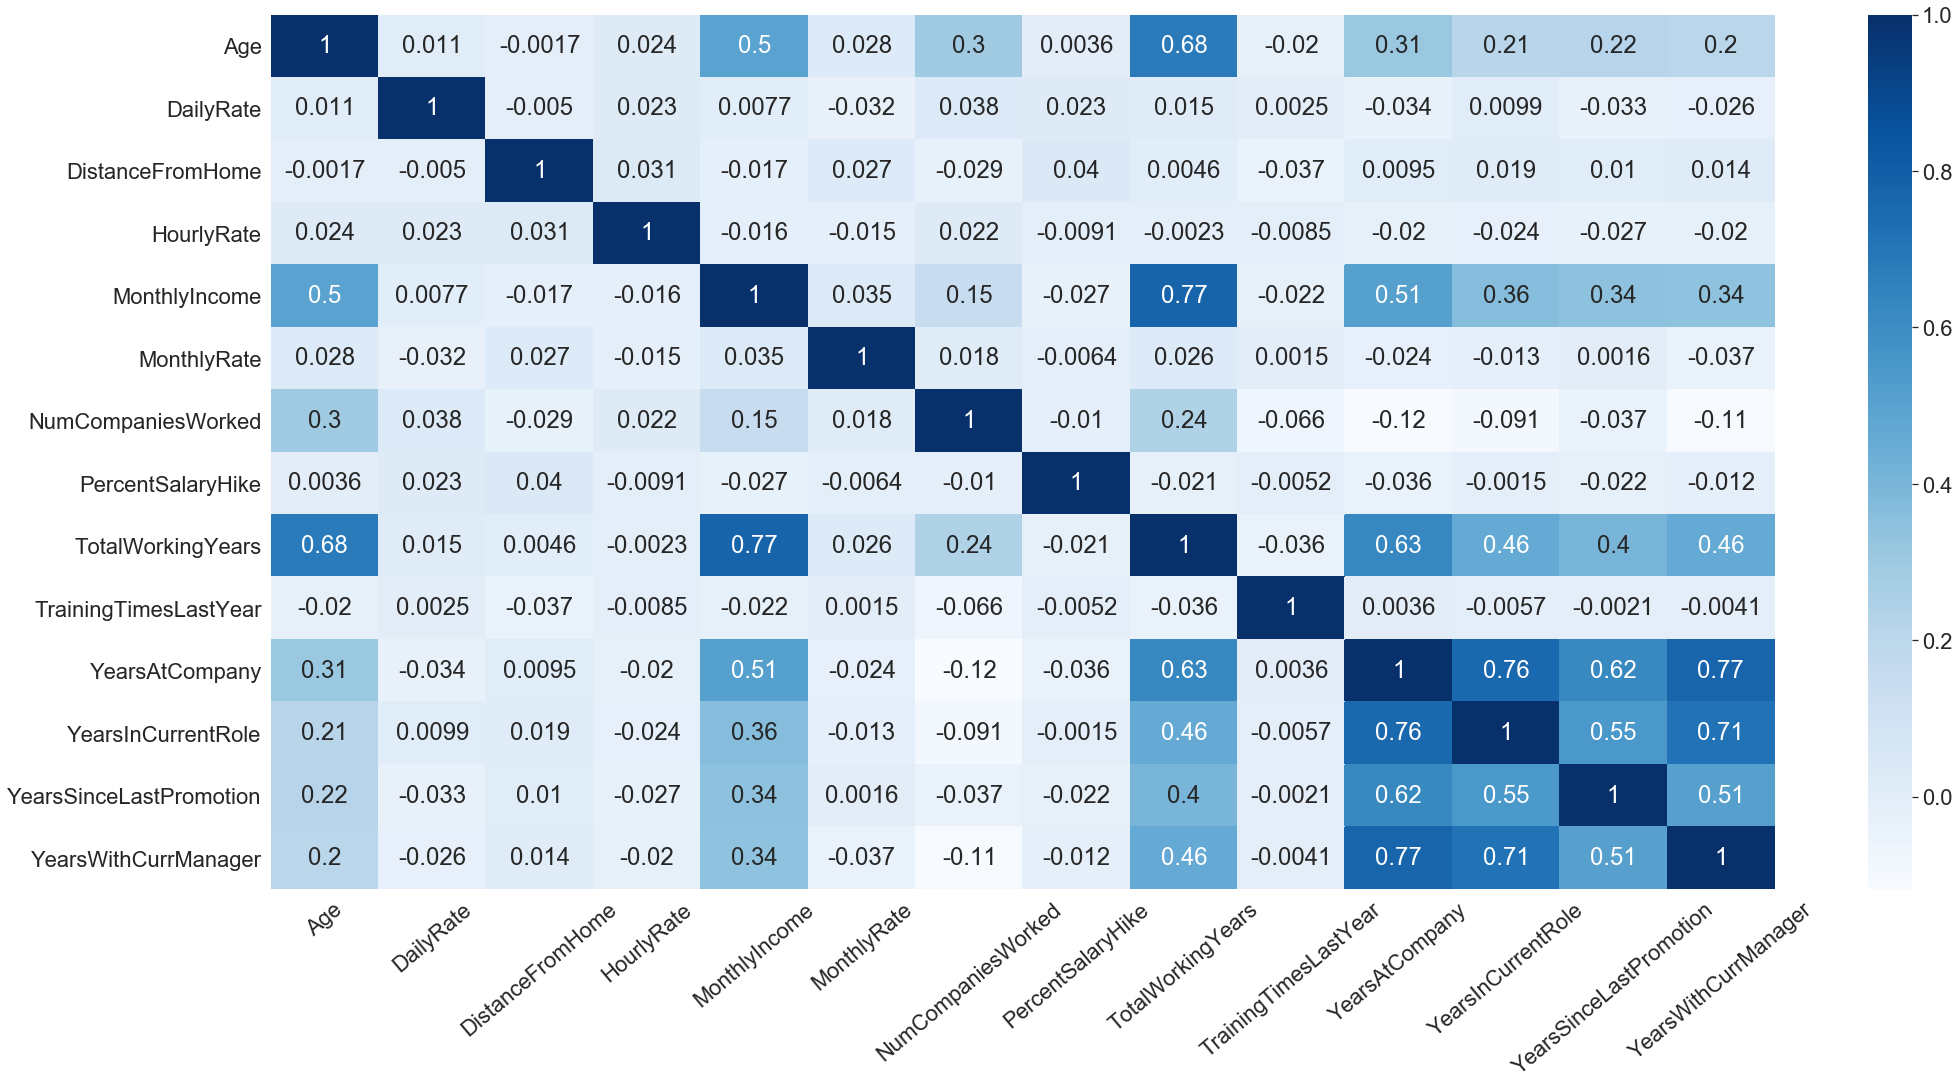 Age 1 0.011 -0.0017 0.024 0.5 0.028 0.3 0.0036 0.68 -0.02 0.31 0.21 0.22 0.2
DailyRate 0.011 1 -0.005 0.023 0.0077 -0.032 0.038 0.023 0.015 0.0025 -0.034 0.0099 -0.033 -0.026
DistanceFromHome -0.0017 -0.005 1 0.031 -0.017 0.027 -0.029 0.04 0.0046 -0.037 0.0095 0.019 0.01 0.014
HourlyRate 0.024 0.023 0.031 1 -0.016 -0.015 0.022 -0.0091 -0.0023 -0.0085 -0.02 -0.024 -0.027 -0.02
MonthlyIncome 0.5 0.0077 -0.017 -0.016 1 0.035 0.15 -0.027 0.77 -0.022 0.51 0.36 0.34 0.34
MonthlyRate 0.028 -0.032 0.027 -0.015 0.035 1 0.018 -0.0064 0.026 0.0015 -0.024 -0.013 0.0016 -0.037
NumCompaniesWorked 0.3 0.038 -0.029 0.022 0.15 0.018 1 -0.01 0.24 -0.066 -0.12 -0.091 -0.037 -0.11
PercentSalaryHike 0.0036 0.023 0.04 -0.0091 -0.027 -0.0064 -0.01 1 -0.021 -0.0052 -0.036 -0.0015 -0.022 -0.012
TotalWorkingYears 0.68 0.015 0.0046 -0.0023 0.77 0.026 0.24 -0.021 1 -0.036 0.63 0.46 0.4 0.46
TrainingTimesLastYear -0.02 0.0025 -0.037 -0.0085 -0.022 0.0015 -0.066 -0.0052 -0.036 1 0.0036 -0.0057 -0.0021 -0.0041
YearsAtCompany 0.31 -0.034 0.0095 -0.02 0.51 -0.024 -0.12 -0.036 0.63 0.0036 1 0.76 0.62 0.77
YearsInCurrentRole 0.21 0.0099 0.019 -0.024 0.36 -0.013 -0.091 -0.0015 0.46 -0.0057 0.76 1 0.55 0.71
YearsSinceLastPromotion 0.22 -0.033 0.01 -0.027 0.34 0.0016 -0.037 -0.022 0.4 -0.0021 0.62 0.55 1 0.51
YearsWithCurrManager 0.2 -0.026 0.014 -0.02 0.34 -0.037 -0.11 -0.012 0.46 -0.0041 0.77 0.71 0.51 1
Age
DailyRate
DistanceFromHome
HourlyRate
MonthlyIncome
MonthlyRate
NumCompaniesWorked
PercentSalaryHike
TotalWorkingYears
TrainingTimesLastYear
YearsAtCompany
YearsInCurrentRole
YearsSinceLastPromotion
YearsWithCurrManager
1.0
0.8
0.6
0.4
0.2
0.0